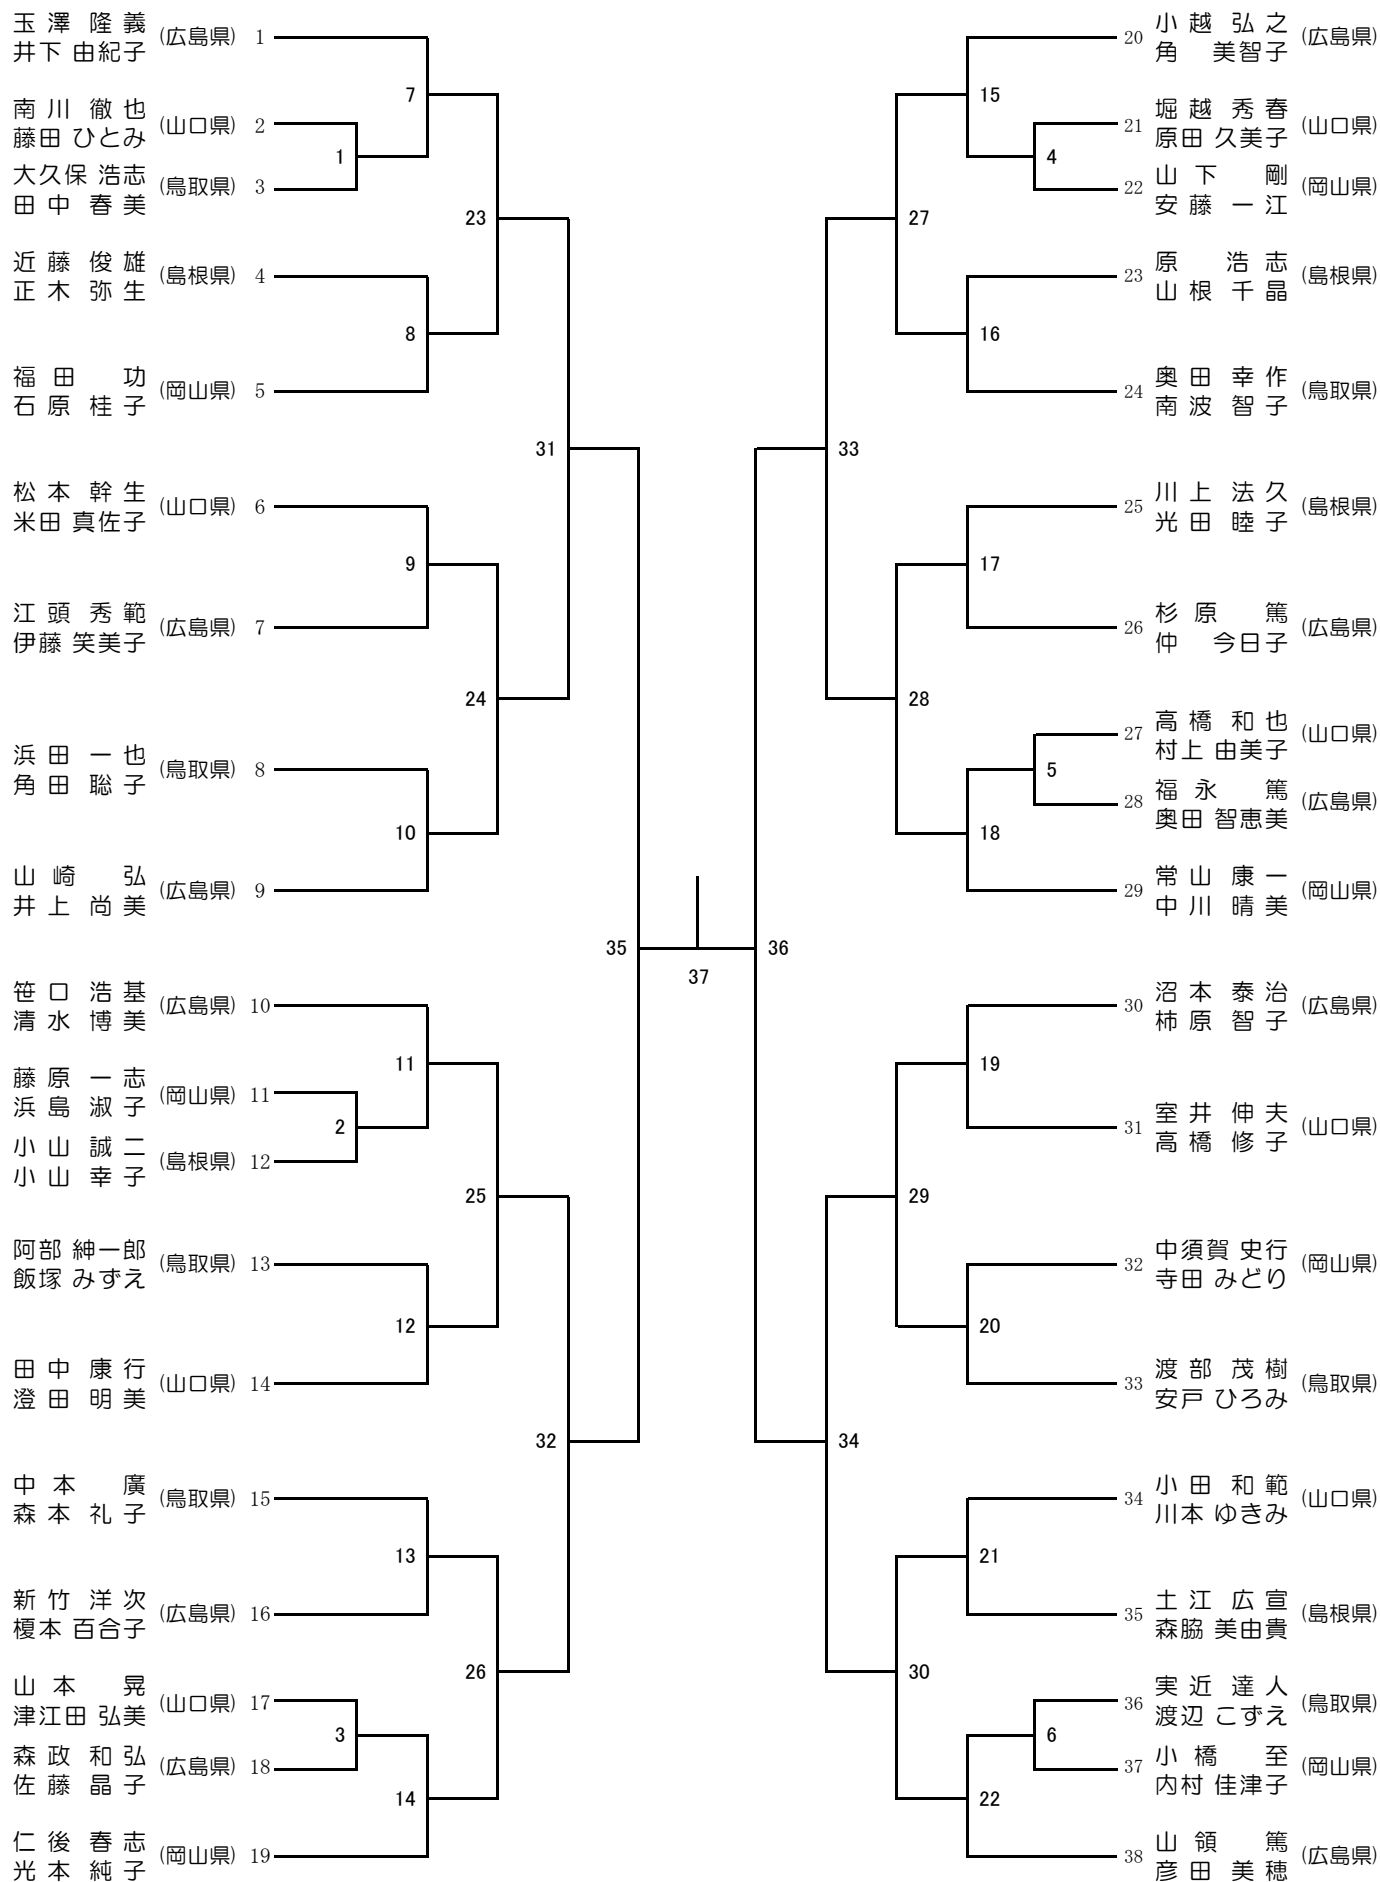 玉澤 隆義
井下 由紀子
(広島県) 1
南川 徹也
藤田 ひとみ
(山口県) 2
大久保 浩志
田中 春美
(鳥取県) 3
近藤 俊雄
正木 弥生
(島根県) 4
福田 功
石原 桂子
(岡山県) 5
松本 幹生
米田 真佐子
(山口県) 6
江頭 秀範
伊藤 笑美子
(広島県) 7
浜田 一也
角田 聡子
(鳥取県) 8
山崎 弘
井上 尚美
(広島県) 9
笹口 浩基
清水 博美
(広島県) 10
藤原 一志
浜島 淑子
(岡山県) 11
小山 誠二
小山 幸子
(島根県) 12
阿部 紳一郎
飯塚 みずえ
(鳥取県) 13
田中 康行
澄田 明美
(山口県) 14
中本 廣
森本 礼子
(鳥取県) 15
新竹 洋次
榎本 百合子
(広島県) 16
山本 晃
津江田 弘美
(山口県) 17
森政 和弘
佐藤 晶子
(広島県) 18
仁後 春志
光本 純子
(岡山県) 19
1
2
3
7
8
9
10
11
12
13
14
23
24
25
26
31
32
35
37
36
33
34
27
28
29
30
15
16
17
18
19
20
21
22
4
5
6
20 小越 弘之
角 美智子
(広島県)
21 堀越 秀春
原田 久美子
(山口県)
22 山下 剛
安藤 一江
(岡山県)
23 原 浩志
山根 千晶
(島根県)
24 奥田 幸作
南波 智子
(鳥取県)
25 川上 法久
光田 睦子
(島根県)
26 杉原 篤
仲 今日子
(広島県)
27 高橋 和也
村上 由美子
(山口県)
28 福永 篤
奥田 智恵美
(広島県)
29 常山 康一
中川 晴美
(岡山県)
30 沼本 泰治
柿原 智子
(広島県)
31 室井 伸夫
高橋 修子
(山口県)
32 中須賀 史行
寺田 みどり
(岡山県)
33 渡部 茂樹
安戸 ひろみ
(鳥取県)
34 小田 和範
川本 ゆきみ
(山口県)
35 土江 広宣
森脇 美由貴
(島根県)
36 実近 達人
渡辺 こずえ
(鳥取県)
37 小橋 至
内村 佳津子
(岡山県)
38 山領 篤
彦田 美穂
(広島県)